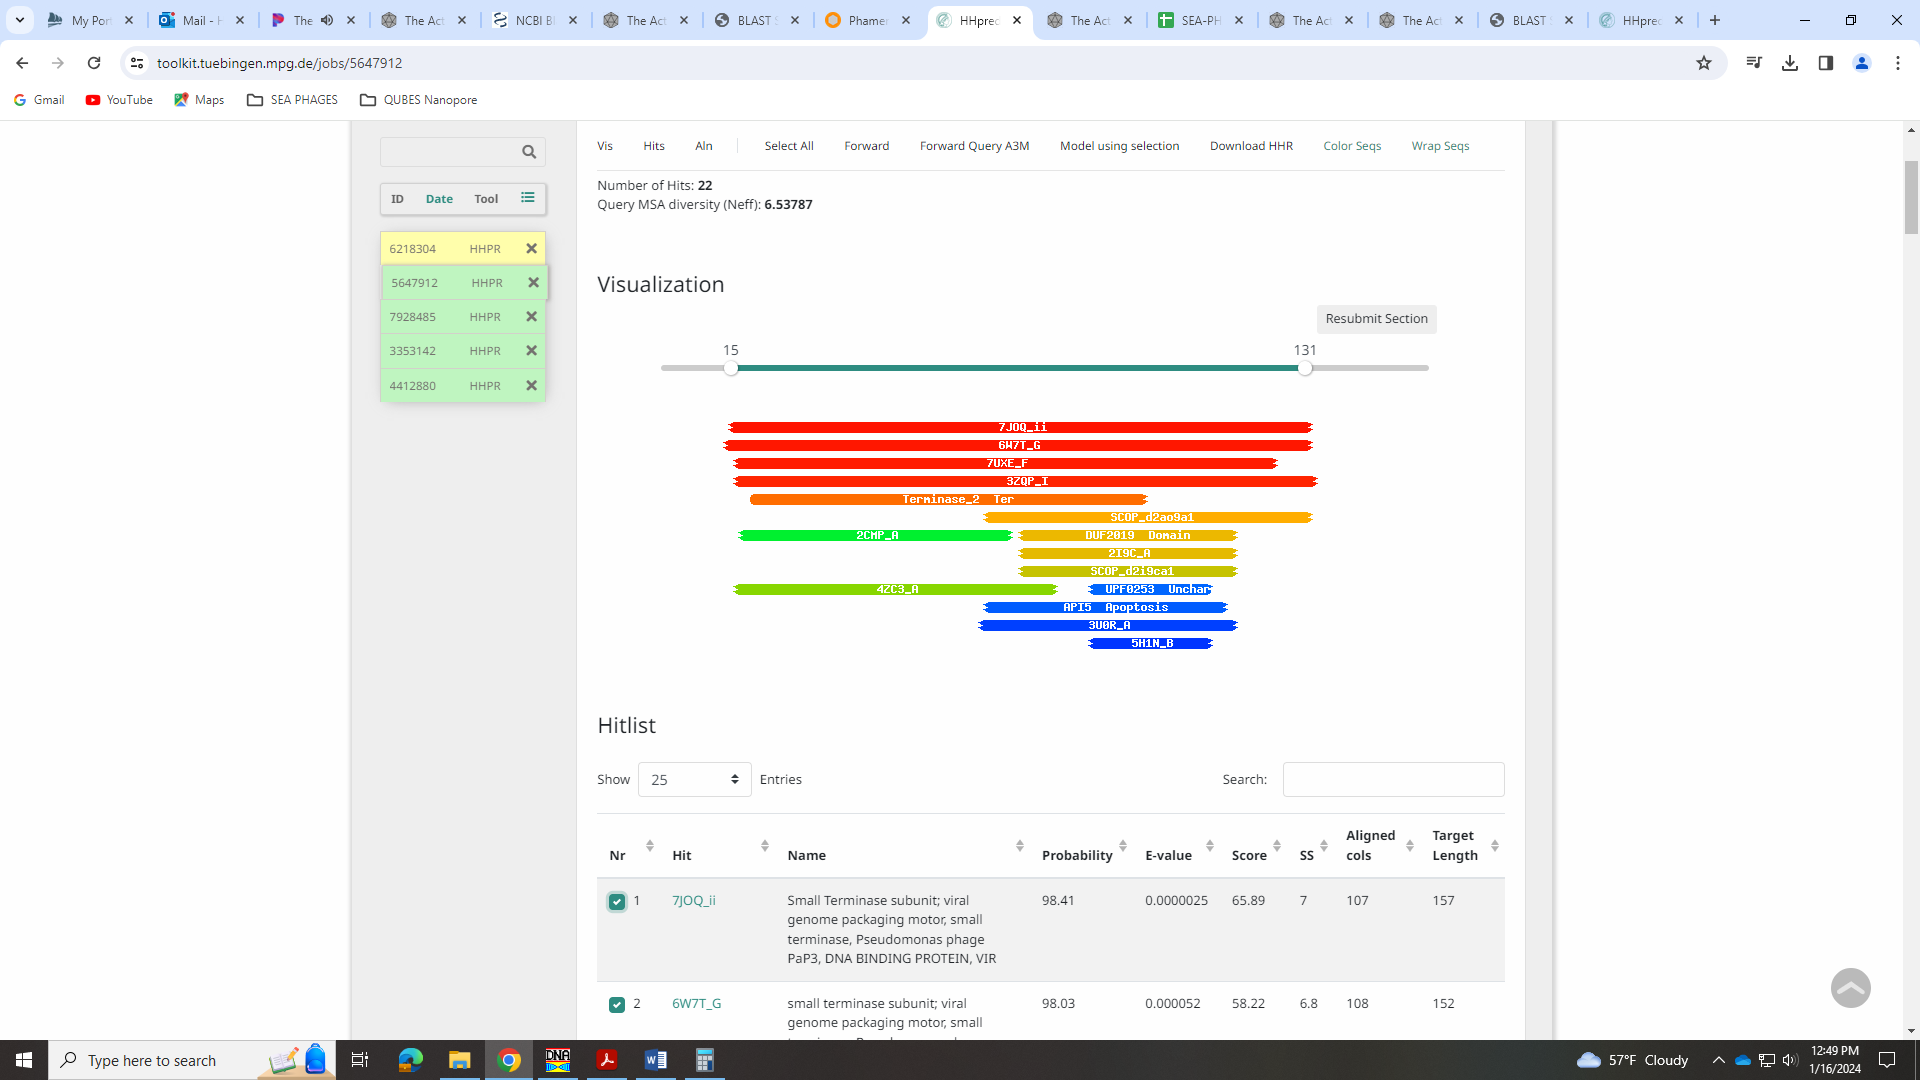 My Port
Mail - H
The
The Act
NCBI Bl
The Act
BLAST S
Phamer
HHpred
The Act
SEA-PH
The Act
The Act
BLAST S
HHpred
toolkit.tuebingen.mpg.de/jobs/5647912
Gmail
YouTube
Maps
SEA PHAGES
QUBES Nanopore
Vis
Hits
Aln
Select All
Forward
Forward Query A3M
Model using selection
Download HHR
Color Seqs
Wrap Seqs
Number of Hits: 22
Query MSA diversity (Neff): 6.53787
ID Date Tool
6218304 HHPR
5647912 HHPR
7928485 HHPR
3353142 HHPR
4412880 HHPR
Visualization
Resubmit Section
15 131
7JOQ_ii
6W7T_G
7UXE_F
3ZQP_I
Terminase_2 Ter
SCOP_d2ao9a1
2CMP_A DUF2019 Domain
2I9C_A
SCOP_d2i9ca1
4ZC3_A UPF0253 Unchar
API5 Apoptosis
3U0R_A
5H1N_B
Hitlist
Show 25 Entries Search:
Nr Hit Name Probability E-value Score SS Aligned cols Target Length
1 7JOQ_ii Small Terminase subunit; viral 98.41 0.0000025 65.89 7 107 157
genome packaging motor, small
terminase, Pseudomonas phage
PaP3, DNA BINDING PROTEIN, VIR
2 6W7T_G small terminase subunit; viral 98.03 0.000052 58.22 6.8 108 152
genome packaging motor, small
Type here to search
57°F Cloudy
12:49 PM
1/16/2024